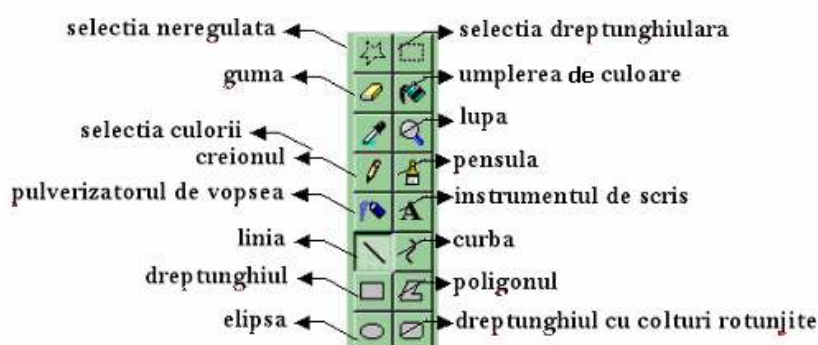 selectia neregulata
selectia dreptunghiulara
guma
umplerea de culoare
selectia culorii
lupa
creionul
pensula
pulverizatorul de vopsea
A
instrumentul de scris
linia
curba
dreptunghiul
poligonul
elipsa
dreptunghiul cu colturi rotunjite